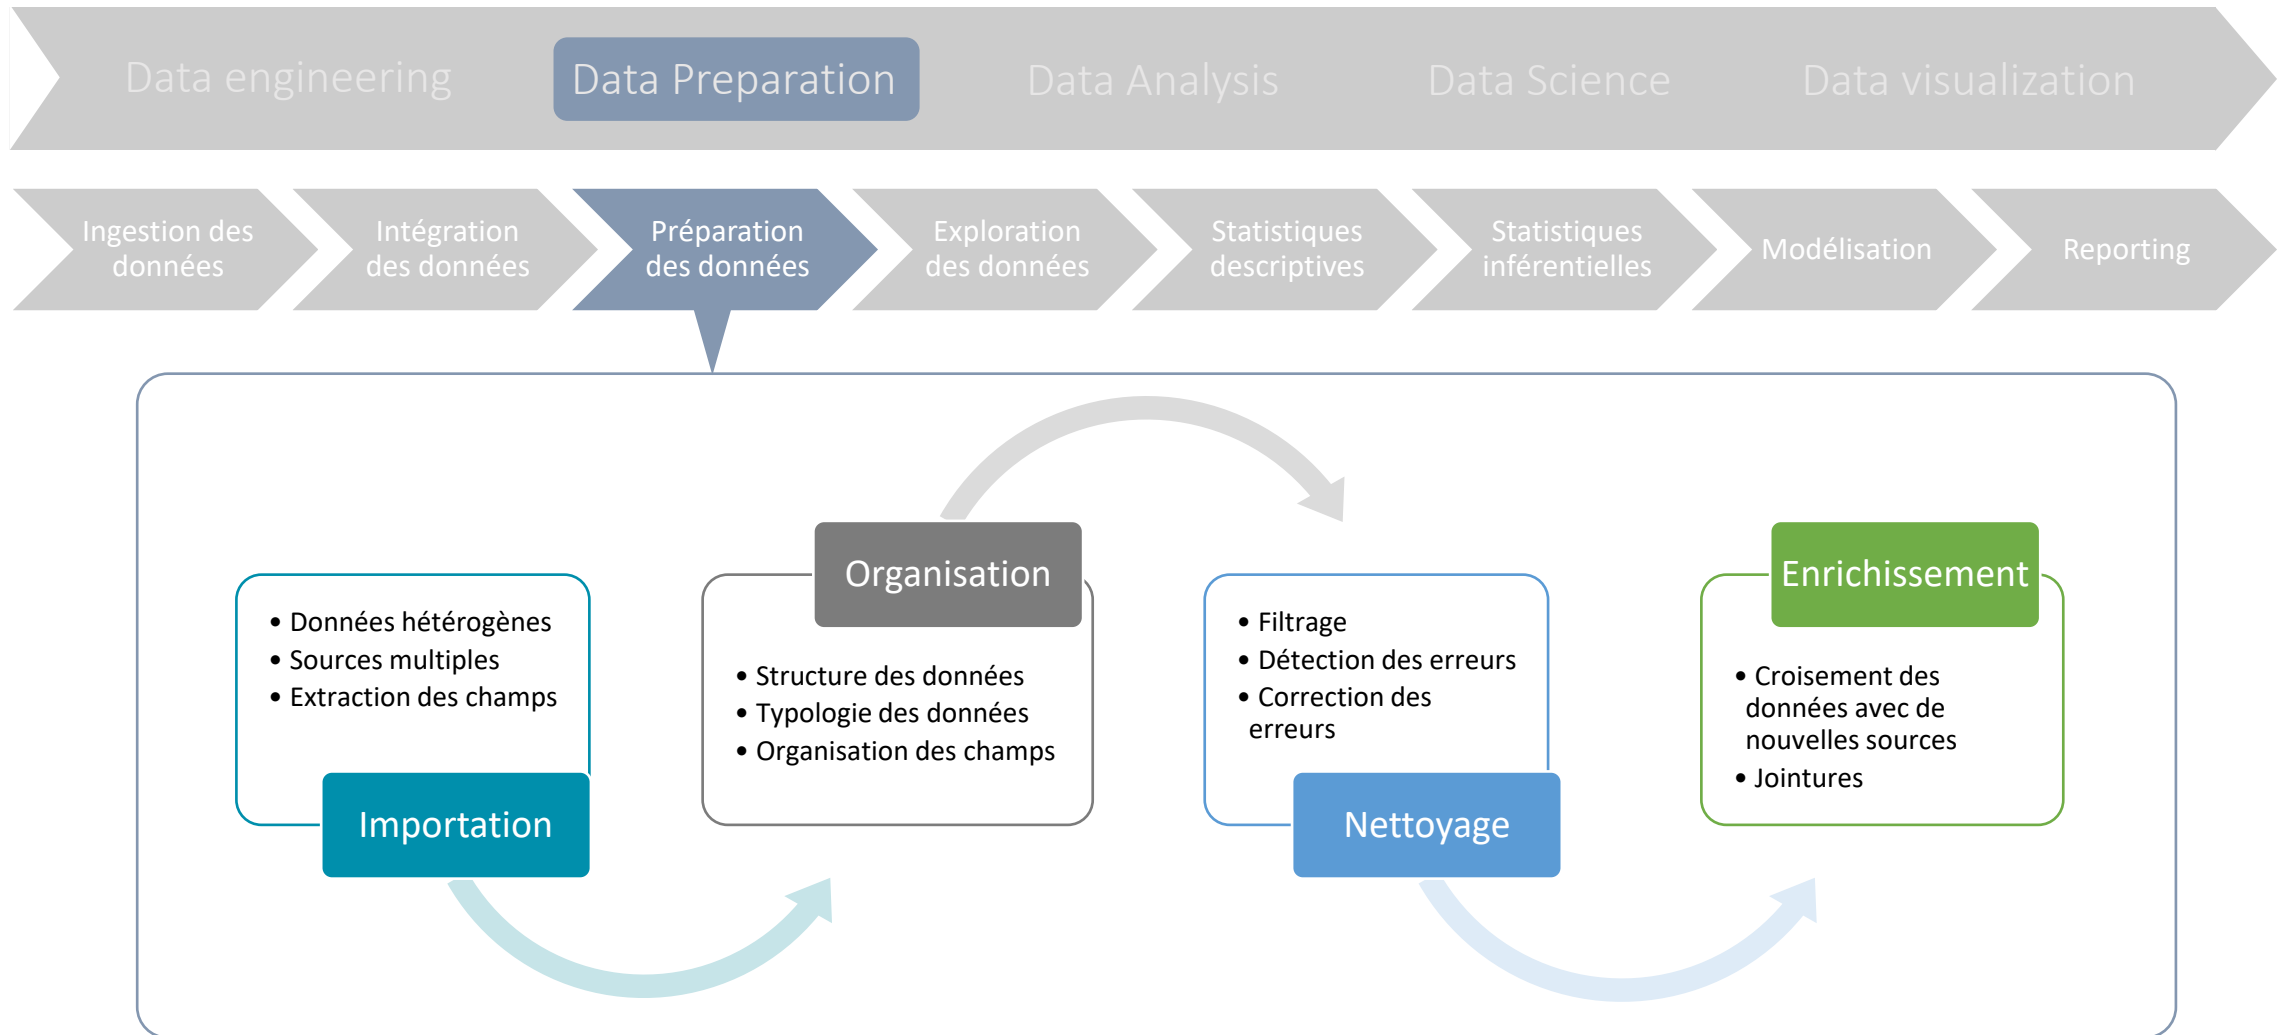 Data engineering
Data Preparation
Data Analysis
Data Science
Data visualization
Ingestion des
données
Intégration
des données
Préparation
des données
Exploration
des données
Statistiques
descriptives
Statistiques
inférentielles
Modélisation
Reporting
• Données hétérogènes
• Sources multiples
• Extraction des champs
Importation
Organisation
• Structure des données
• Typologie des données
• Organisation des champs
• Filtrage
• Détection des erreurs
• Correction des
erreurs
Nettoyage
Enrichissement
• Croisement des
données avec de
nouvelles sources
• Jointures